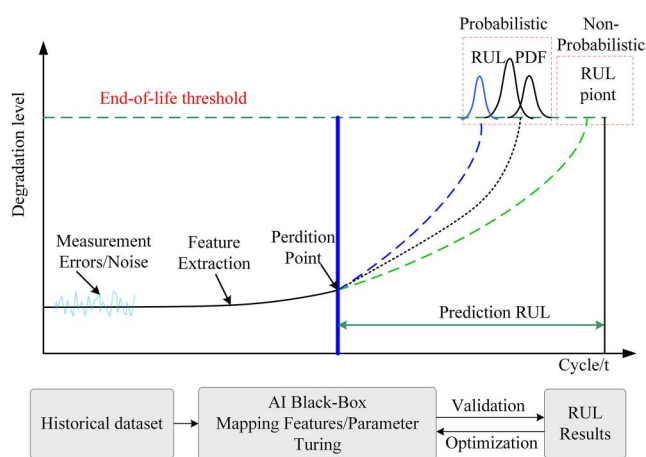 Probabilistic
Non-
Probabilistic
RUL PDF
RUL
piont
End-of-life threshold
Degradation level
Measurement
Errors/Noise
Feature
Extraction
Perdition
Point
Prediction RUL
Cycle/t
Historical dataset
AI Black-Box
Mapping Features/Parameter
Turing
Validation
Optimization
RUL
Results